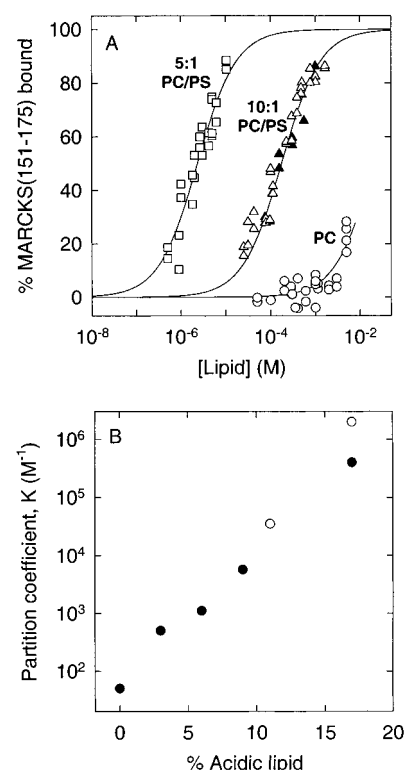 A
5:1
PC/PS
10:1
PC/PS
PC
% MARCKS(151-175) bound
100
80
60
40
20
0
10⁻⁸
10⁻⁶
10⁻⁴
10⁻²
[Lipid] (M)
B
Partition coefficient, K (M⁻¹)
10⁶
10⁵
10⁴
10³
10²
0
5
10
15
20
% Acidic lipid